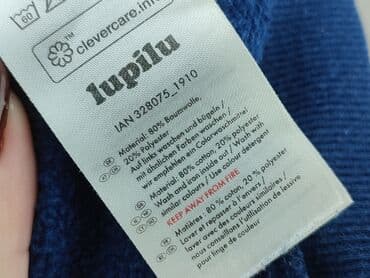 60
clevercare.info
lupilu
IAN 328075_1910
Material: 80% Baumwolle,
20% Polyester /
Auf links waschen und bügeln /
mit ähnlichen Farben waschen /
wir empfehlen ein Colorwaschmittel
Material: 80% cotton, 20% polyester
Wash and iron inside out / Wash with
similar colours / Use colour detergent
KEEP AWAY FROM FIRE
Matières : 80 % coton, 20 % polyester
Laver et repasser à l'envers /
laver avec des couleurs similaires /
nous conseillons l'utilisation de lessive
pour linge de couleur